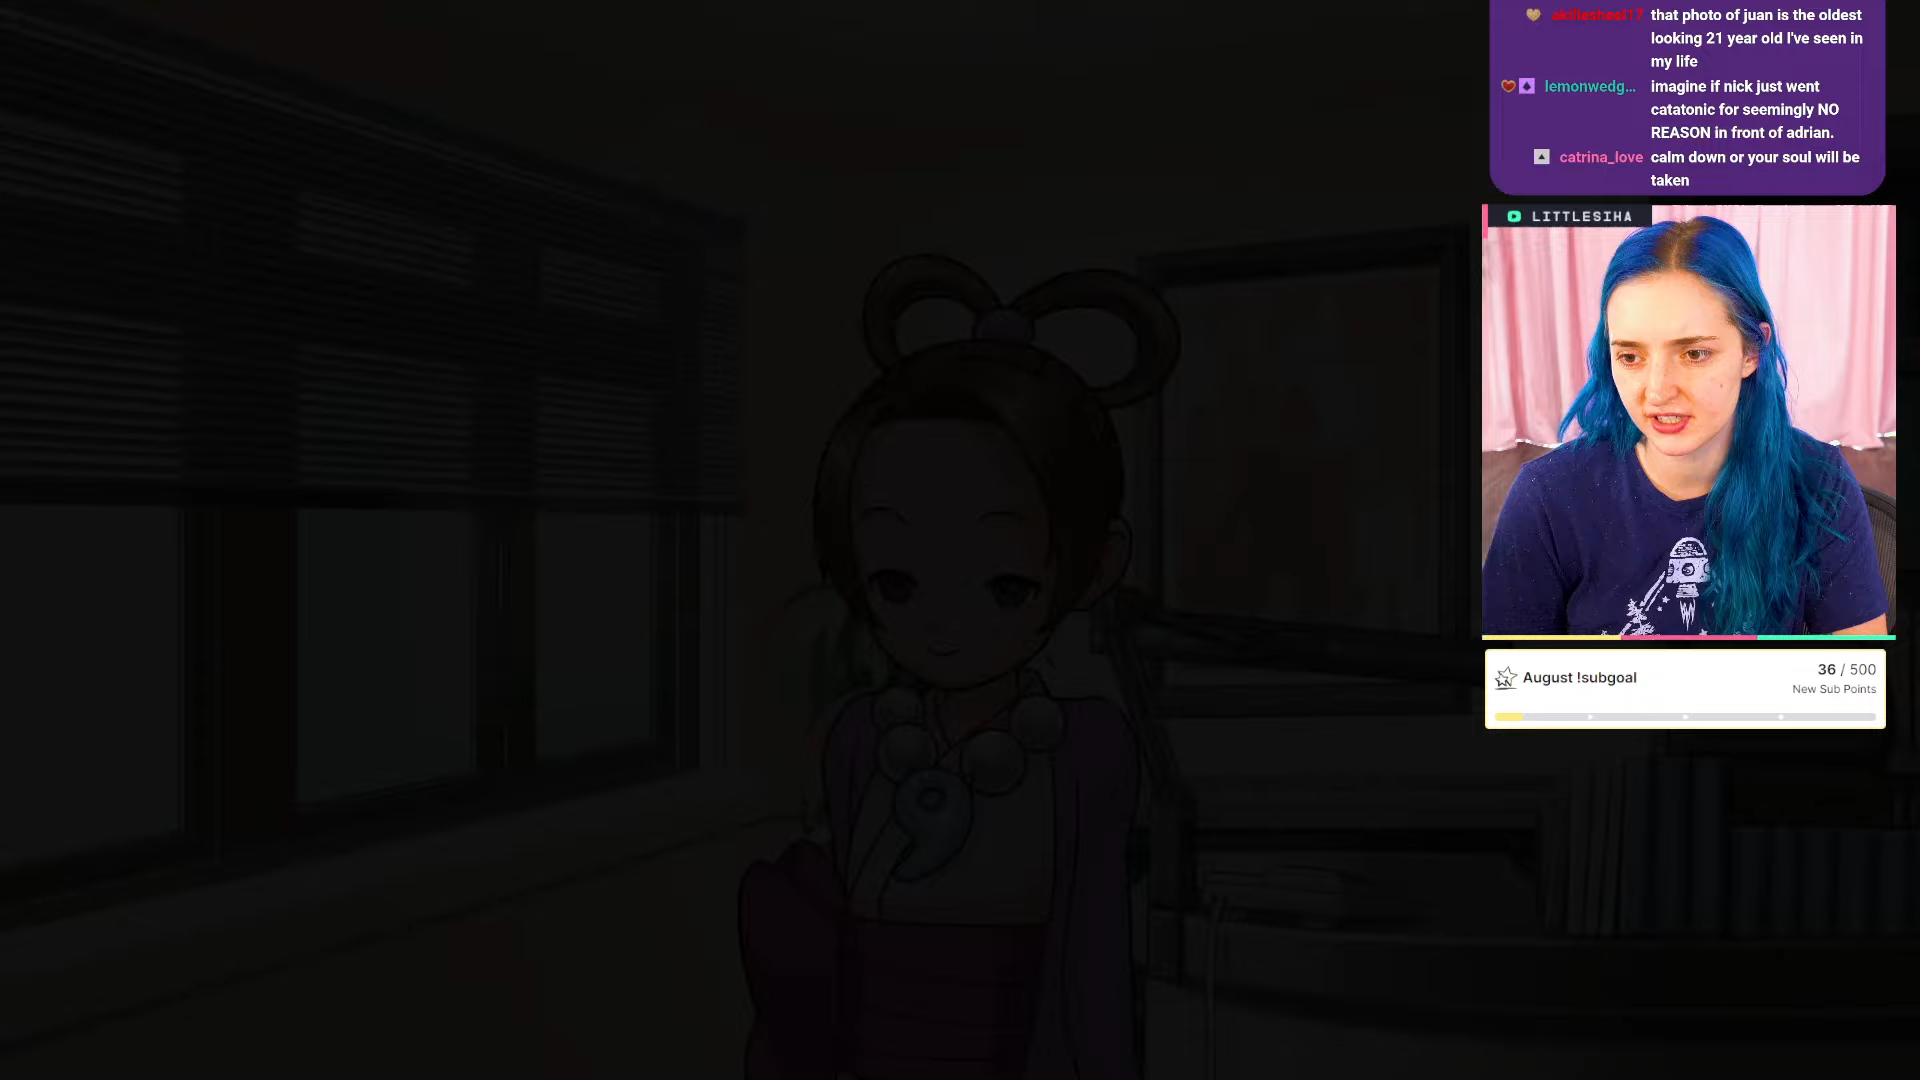 akillesheel17 that photo of juan is the oldest
looking 21 year old I've seen in
my life
lemonwedg... imagine if nick just went
catatonic for seemingly NO
REASON in front of adrian.
catrina_love calm down or your soul will be
taken
LITTLESIHA
August !subgoal
36 / 500
New Sub Points